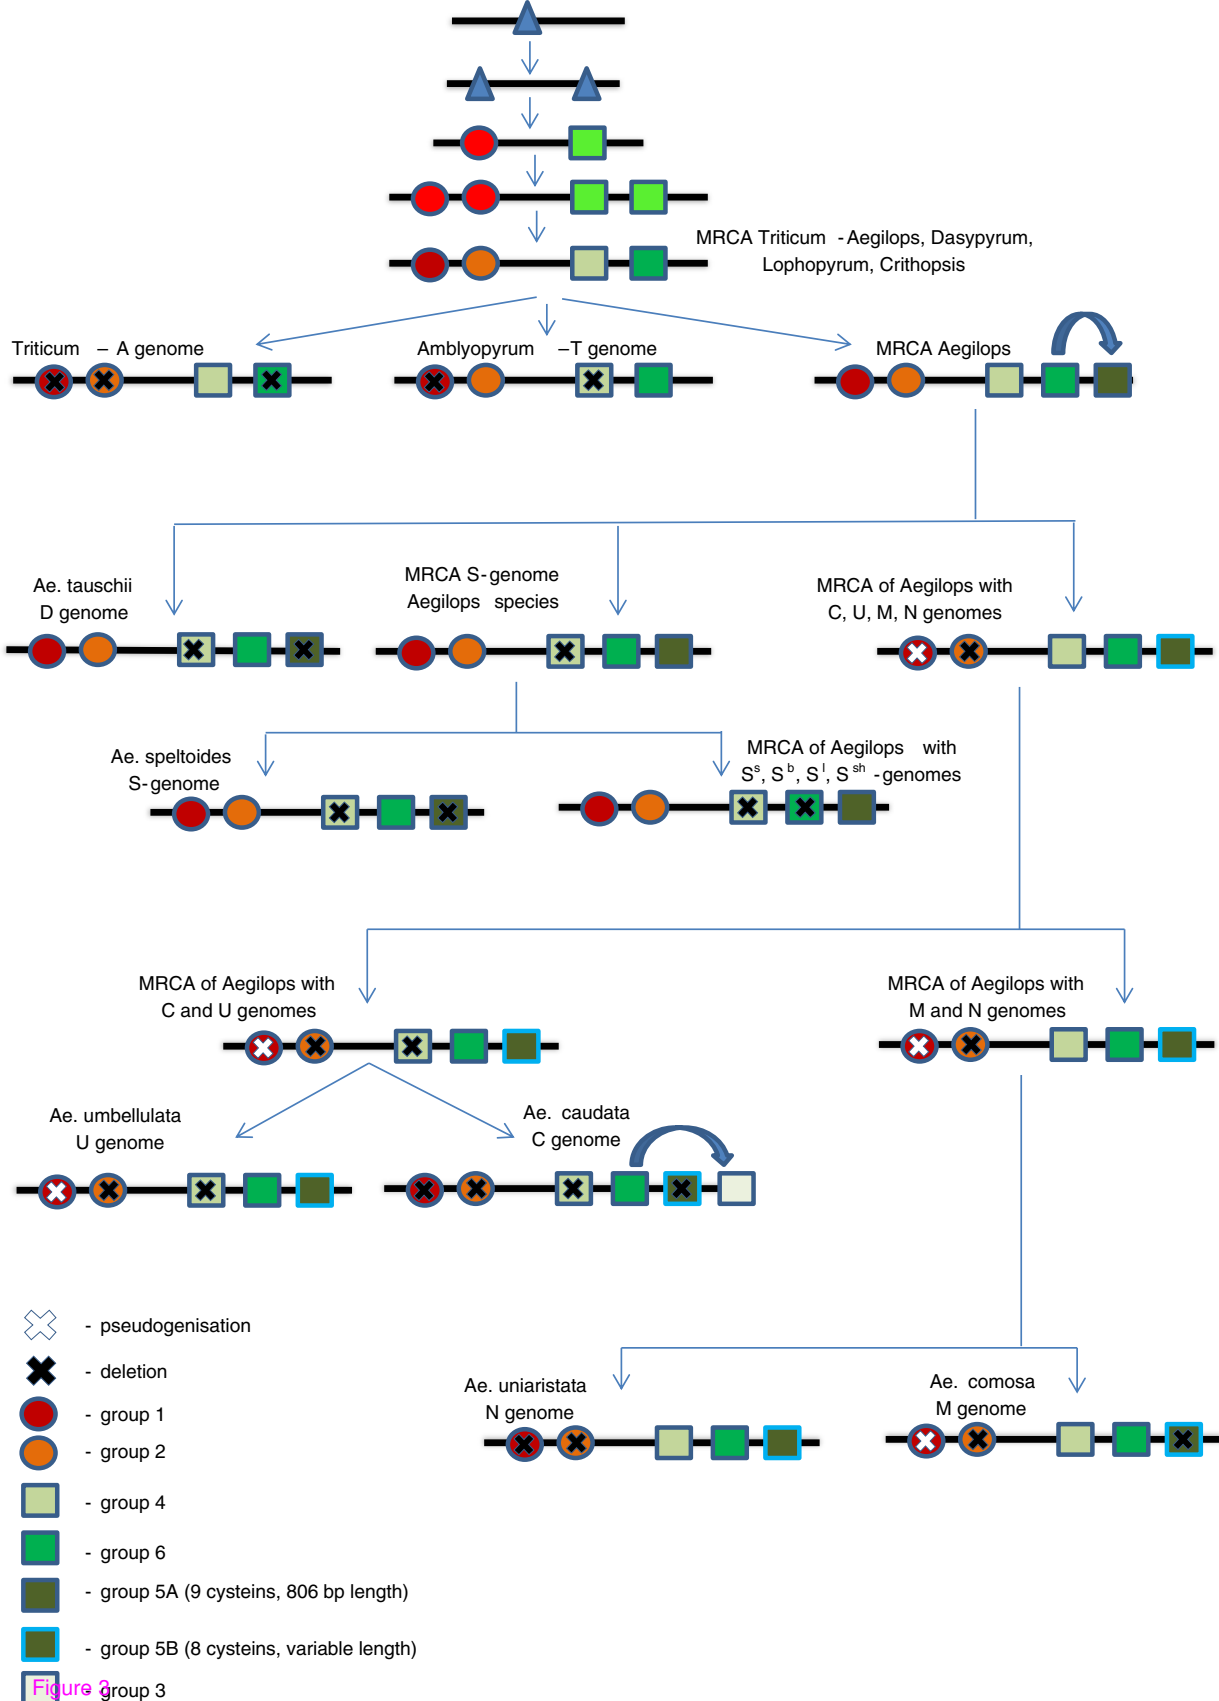 MRCA Triticum - Aegilops, Dasypyrum,
Lophopyrum, Crithopsis
Triticum – A genome
Amblyopyrum – T genome
MRCA Aegilops
Ae. tauschii
D genome
MRCA S-genome
Aegilops species
MRCA of Aegilops with
C, U, M, N genomes
Ae. speltoides
S-genome
MRCA of Aegilops with
S^s, S^b, S^l, S^sh - genomes
MRCA of Aegilops with
C and U genomes
MRCA of Aegilops with
M and N genomes
Ae. umbellulata
U genome
Ae. caudata
C genome
- pseudogenisation
- deletion
- group 1
- group 2
- group 4
- group 6
- group 5A (9 cysteins, 806 bp length)
- group 5B (8 cysteins, variable length)
- group 3
Ae. uniaristata
N genome
Ae. comosa
M genome
Figure 3